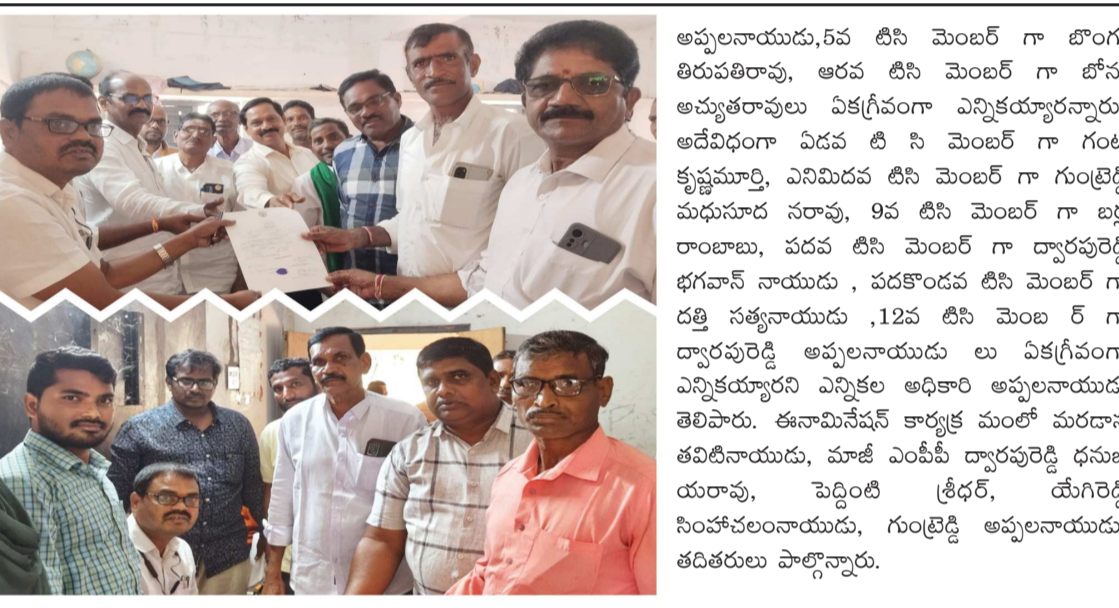 అప్పలనాయుడు,5వ టిసి మెంబర్ గా బొంగ
తిరుపతిరావు, ఆరవ టిసి మెంబర్ గా బోన
అచ్యుతరావులు ఏకగ్రీవంగా ఎన్నికయ్యారన్నారు
అదేవిధంగా ఏడవ టి సి మెంబర్ గా గంట
కృష్ణమూర్తి, ఎనిమిదవ టిసి మెంబర్ గా గుంట్రెడ్డి
మధుసూద నరావు, 9వ టిసి మెంబర్ గా
రాంబాబు, పదవ టిసి మెంబర్ గా ద్వారపురెడ్డి
భగవాన్ నాయుడు , పదకొండవ టిసి మెంబర్ గా
దత్తి సత్యనాయుడు ,12వ టిసి మెంబ ర్ గా
ద్వారపురెడ్డి అప్పలనాయుడు లు ఏకగ్రీవంగా
ఎన్నికయ్యారని ఎన్నికల అధికారి అప్పలనాయుడు
తెలిపారు. ఈనామినేషన్ కార్యక్ర మంలో మరడాన
తవిటినాయుడు, మాజీ ఎంపీపీ ద్వారపురెడ్డి ధనుంజ
యరావు, పెద్దింటి శ్రీధర్, యేగిరెడ్డి
సింహాచలంనాయుడు, గుంట్రెడ్డి అప్పలనాయుడు
తదితరులు పాల్గొన్నారు.